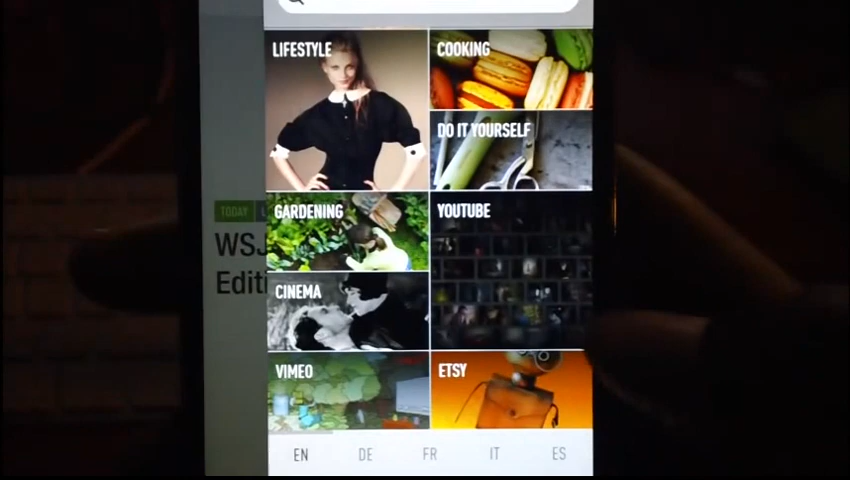 LIFESTYLE
COOKING
DO IT YOURSELF
TODAY
GARDENING
YOUTUBE
WSJ
Editi
CINEMA
VIMEO
ETSY
EN DE FR IT ES